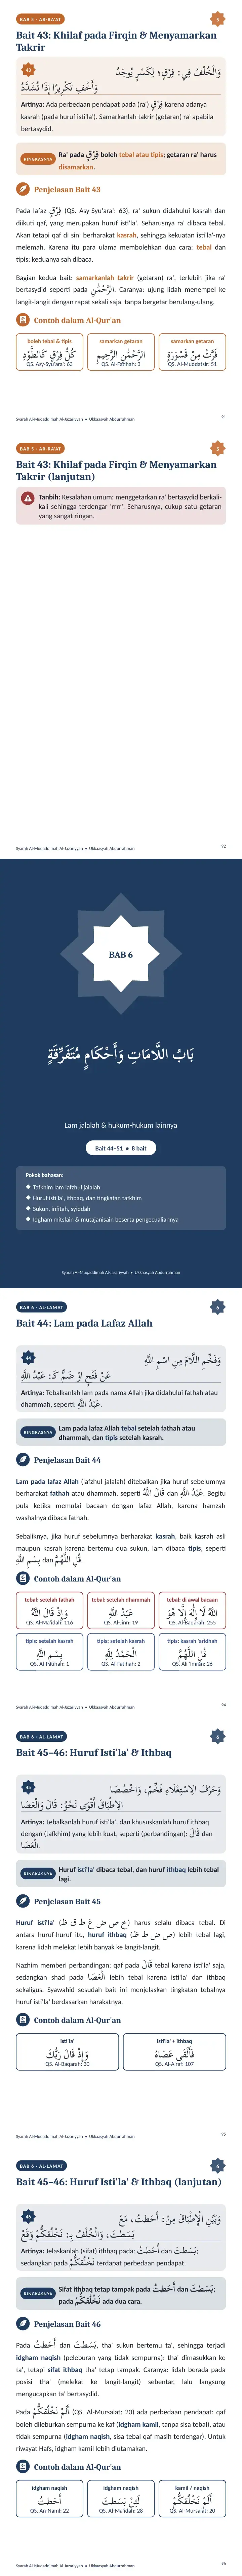 BAB 5 · AR-RA'AT
5
Bait 43: Khilaf pada Firqin & Menyamarkan
Takrir
43
وَالْخُلْفُ فِي: فِرْقٍ؛ لِكَسْرٍ يُوجَدُ
وَأَخْفِ تَكْرِيرًا إِذَا تُشَدَّدُ
Artinya: Ada perbedaan pendapat pada (ra') فِرْقٍ karena adanya
kasrah (pada huruf isti'la'). Samarkanlah takrir (getaran) ra' apabila
bertasydid.
RINGKASNYA
Ra' pada فِرْقٍ boleh tebal atau tipis; getaran ra' harus
disamarkan.
Penjelasan Bait 43
Pada lafaz فِرْقٍ (QS. Asy-Syu'ara': 63), ra' sukun didahului kasrah dan
diikuti qaf, yang merupakan huruf isti'la'. Seharusnya ra' dibaca tebal.
Akan tetapi qaf di sini berharakat kasrah, sehingga kekuatan isti'la'-nya
melemah. Karena itu para ulama membolehkan dua cara: tebal dan
tipis; keduanya sah dibaca.
Bagian kedua bait: samarkanlah takrir (getaran) ra', terlebih jika ra'
bertasydid seperti pada الرَّحْمَٰنِ. Caranya: ujung lidah menempel ke
langit-langit dengan rapat sekali saja, tanpa bergetar berulang-ulang.
Contoh dalam Al-Qur'an
boleh tebal & tipis
كُلُّ فِرْقٍ كَالطَّوْدِ
QS. Asy-Syu'ara': 63
samarkan getaran
الرَّحْمَٰنِ الرَّحِيمِ
QS. Al-Fatihah: 3
samarkan getaran
فَرَّتْ مِنْ قَسْوَرَةٍ
QS. Al-Muddatsir: 51
Syarah Al-Muqaddimah Al-Jazariyyah • Ukkaasyah Abdurrahman
91
BAB 5 · AR-RA'AT
5
Bait 43: Khilaf pada Firqin & Menyamarkan
Takrir (lanjutan)
Tanbih: Kesalahan umum: menggetarkan ra' bertasydid berkali-
kali sehingga terdengar 'rrrr'. Seharusnya, cukup satu getaran
yang sangat ringan.
Syarah Al-Muqaddimah Al-Jazariyyah • Ukkaasyah Abdurrahman
92
BAB 6
بَابُ اللَّامَاتِ وَأَحْكَامٍ مُتَفَرِّقَةٍ
Lam jalalah & hukum-hukum lainnya
Bait 44–51 • 8 bait
Pokok bahasan:
Tafkhim lam lafzhul jalalah
Huruf isti'la', ithbaq, dan tingkatan tafkhim
Sukun, infitah, syiddah
Idgham mitslain & mutajanisain beserta pengecualiannya
Syarah Al-Muqaddimah Al-Jazariyyah • Ukkaasyah Abdurrahman
BAB 6 · AL-LAMAT
6
Bait 44: Lam pada Lafaz Allah
44
وَفَخِّمِ اللَّامَ مِنِ اسْمِ اللَّهِ
عَنْ فَتْحٍ اوْ ضَمٍّ كَـ: عَبْدُ اللَّهِ
Artinya: Tebalkanlah lam pada nama Allah jika didahului fathah atau
dhammah, seperti: عَبْدُ اللَّهِ.
RINGKASNYA
Lam pada lafaz Allah tebal setelah fathah atau
dhammah, dan tipis setelah kasrah.
Penjelasan Bait 44
Lam pada lafaz Allah (lafzhul jalalah) ditebalkan jika huruf sebelumnya
berharakat fathah atau dhammah, seperti قَالَ اللَّهُ dan عَبْدُ اللَّهِ. Begitu
pula ketika memulai bacaan dengan lafaz Allah, karena hamzah
washalnya dibaca fathah.
Sebaliknya, jika huruf sebelumnya berharakat kasrah, baik kasrah asli
maupun kasrah karena bertemu dua sukun, lam dibaca tipis, seperti
بِسْمِ اللَّهِ dan قُلِ اللَّهُمَّ.
Contoh dalam Al-Qur'an
tebal: setelah fathah
وَإِذْ قَالَ اللَّهُ
QS. Al-Ma'idah: 116
tebal: setelah dhammah
عَبْدُ اللَّهِ
QS. Al-Jinn: 19
tebal: di awal bacaan
اللَّهُ لَا إِلَٰهَ إِلَّا هُوَ
QS. Al-Baqarah: 255
tipis: setelah kasrah
بِسْمِ اللَّهِ
QS. Al-Fatihah: 1
tipis: setelah kasrah
الْحَمْدُ لِلَّهِ
QS. Al-Fatihah: 2
tipis: kasrah 'aridhah
قُلِ اللَّهُمَّ
QS. Ali 'Imran: 26
Syarah Al-Muqaddimah Al-Jazariyyah • Ukkaasyah Abdurrahman
94
BAB 6 · AL-LAMAT
6
Bait 45–46: Huruf Isti'la' & Ithbaq
45
وَحَرْفَ الِاسْتِعْلَاءِ فَخِّمْ، وَاخْصُصَا
الِاطْبَاقَ أَقْوَى نَحْوُ: قَالَ وَالْعَصَا
Artinya: Tebalkanlah huruf isti'la', dan khususkanlah huruf ithbaq
dengan (tafkhim) yang lebih kuat, seperti (perbandingan): قَالَ dan
الْعَصَا.
RINGKASNYA
Huruf isti'la' dibaca tebal, dan huruf ithbaq lebih tebal
lagi.
Penjelasan Bait 45
Huruf isti'la' (خ ص ض غ ط ق ظ) harus selalu dibaca tebal. Di
antara huruf-huruf itu, huruf ithbaq (ص ض ط ظ) lebih tebal lagi,
karena lidah melekat lebih banyak ke langit-langit.
Nazhim memberi perbandingan: qaf pada قَالَ tebal karena isti'la' saja,
sedangkan shad pada الْعَصَا lebih tebal karena isti'la' dan ithbaq
sekaligus. Syawahid sesudah bait ini menjelaskan tingkatan tebalnya
huruf isti'la' berdasarkan harakatnya.
Contoh dalam Al-Qur'an
isti'la'
وَإِذْ قَالَ رَبُّكَ
QS. Al-Baqarah: 30
isti'la' + ithbaq
فَأَلْقَى عَصَاهُ
QS. Al-A'raf: 107
Syarah Al-Muqaddimah Al-Jazariyyah • Ukkaasyah Abdurrahman
95
BAB 6 · AL-LAMAT
6
Bait 45–46: Huruf Isti'la' & Ithbaq (lanjutan)
46
وَبَيِّنِ الْإِطْبَاقَ مِنْ: أَحَطتُ، مَعْ
بَسَطتَ، وَالْخُلْفُ بِـ: نَخْلُقكُّمْ وَقَعْ
Artinya: Jelaskanlah (sifat) ithbaq pada: أَحَطتُ dan بَسَطتَ;
sedangkan pada نَخْلُقكُّمْ terdapat perbedaan pendapat.
RINGKASNYA
Sifat ithbaq tetap tampak pada أَحَطتُ dan بَسَطتَ;
pada نَخْلُقكُّمْ ada dua cara.
Penjelasan Bait 46
Pada أَحَطتُ dan بَسَطتَ, tha' sukun bertemu ta', sehingga terjadi
idgham naqish (peleburan yang tidak sempurna): tha' dimasukkan ke
ta', tetapi sifat ithbaq tha' tetap tampak. Caranya: lidah berada pada
posisi tha' (melekat ke langit-langit) sebentar, lalu langsung
mengucapkan ta' bertasydid.
Pada أَلَمْ نَخْلُقكُّمْ (QS. Al-Mursalat: 20) ada perbedaan pendapat: qaf
boleh dileburkan sempurna ke kaf (idgham kamil, tanpa sisa tebal), atau
tidak sempurna (idgham naqish, sisa tebal qaf masih terdengar). Untuk
riwayat Hafs, idgham kamil lebih diutamakan.
Contoh dalam Al-Qur'an
idgham naqish
أَحَطتُ
QS. An-Naml: 22
idgham naqish
لَئِنْ بَسَطتَ
QS. Al-Ma'idah: 28
kamil / naqish
أَلَمْ نَخْلُقكُّمْ
QS. Al-Mursalat: 20
Syarah Al-Muqaddimah Al-Jazariyyah • Ukkaasyah Abdurrahman
96